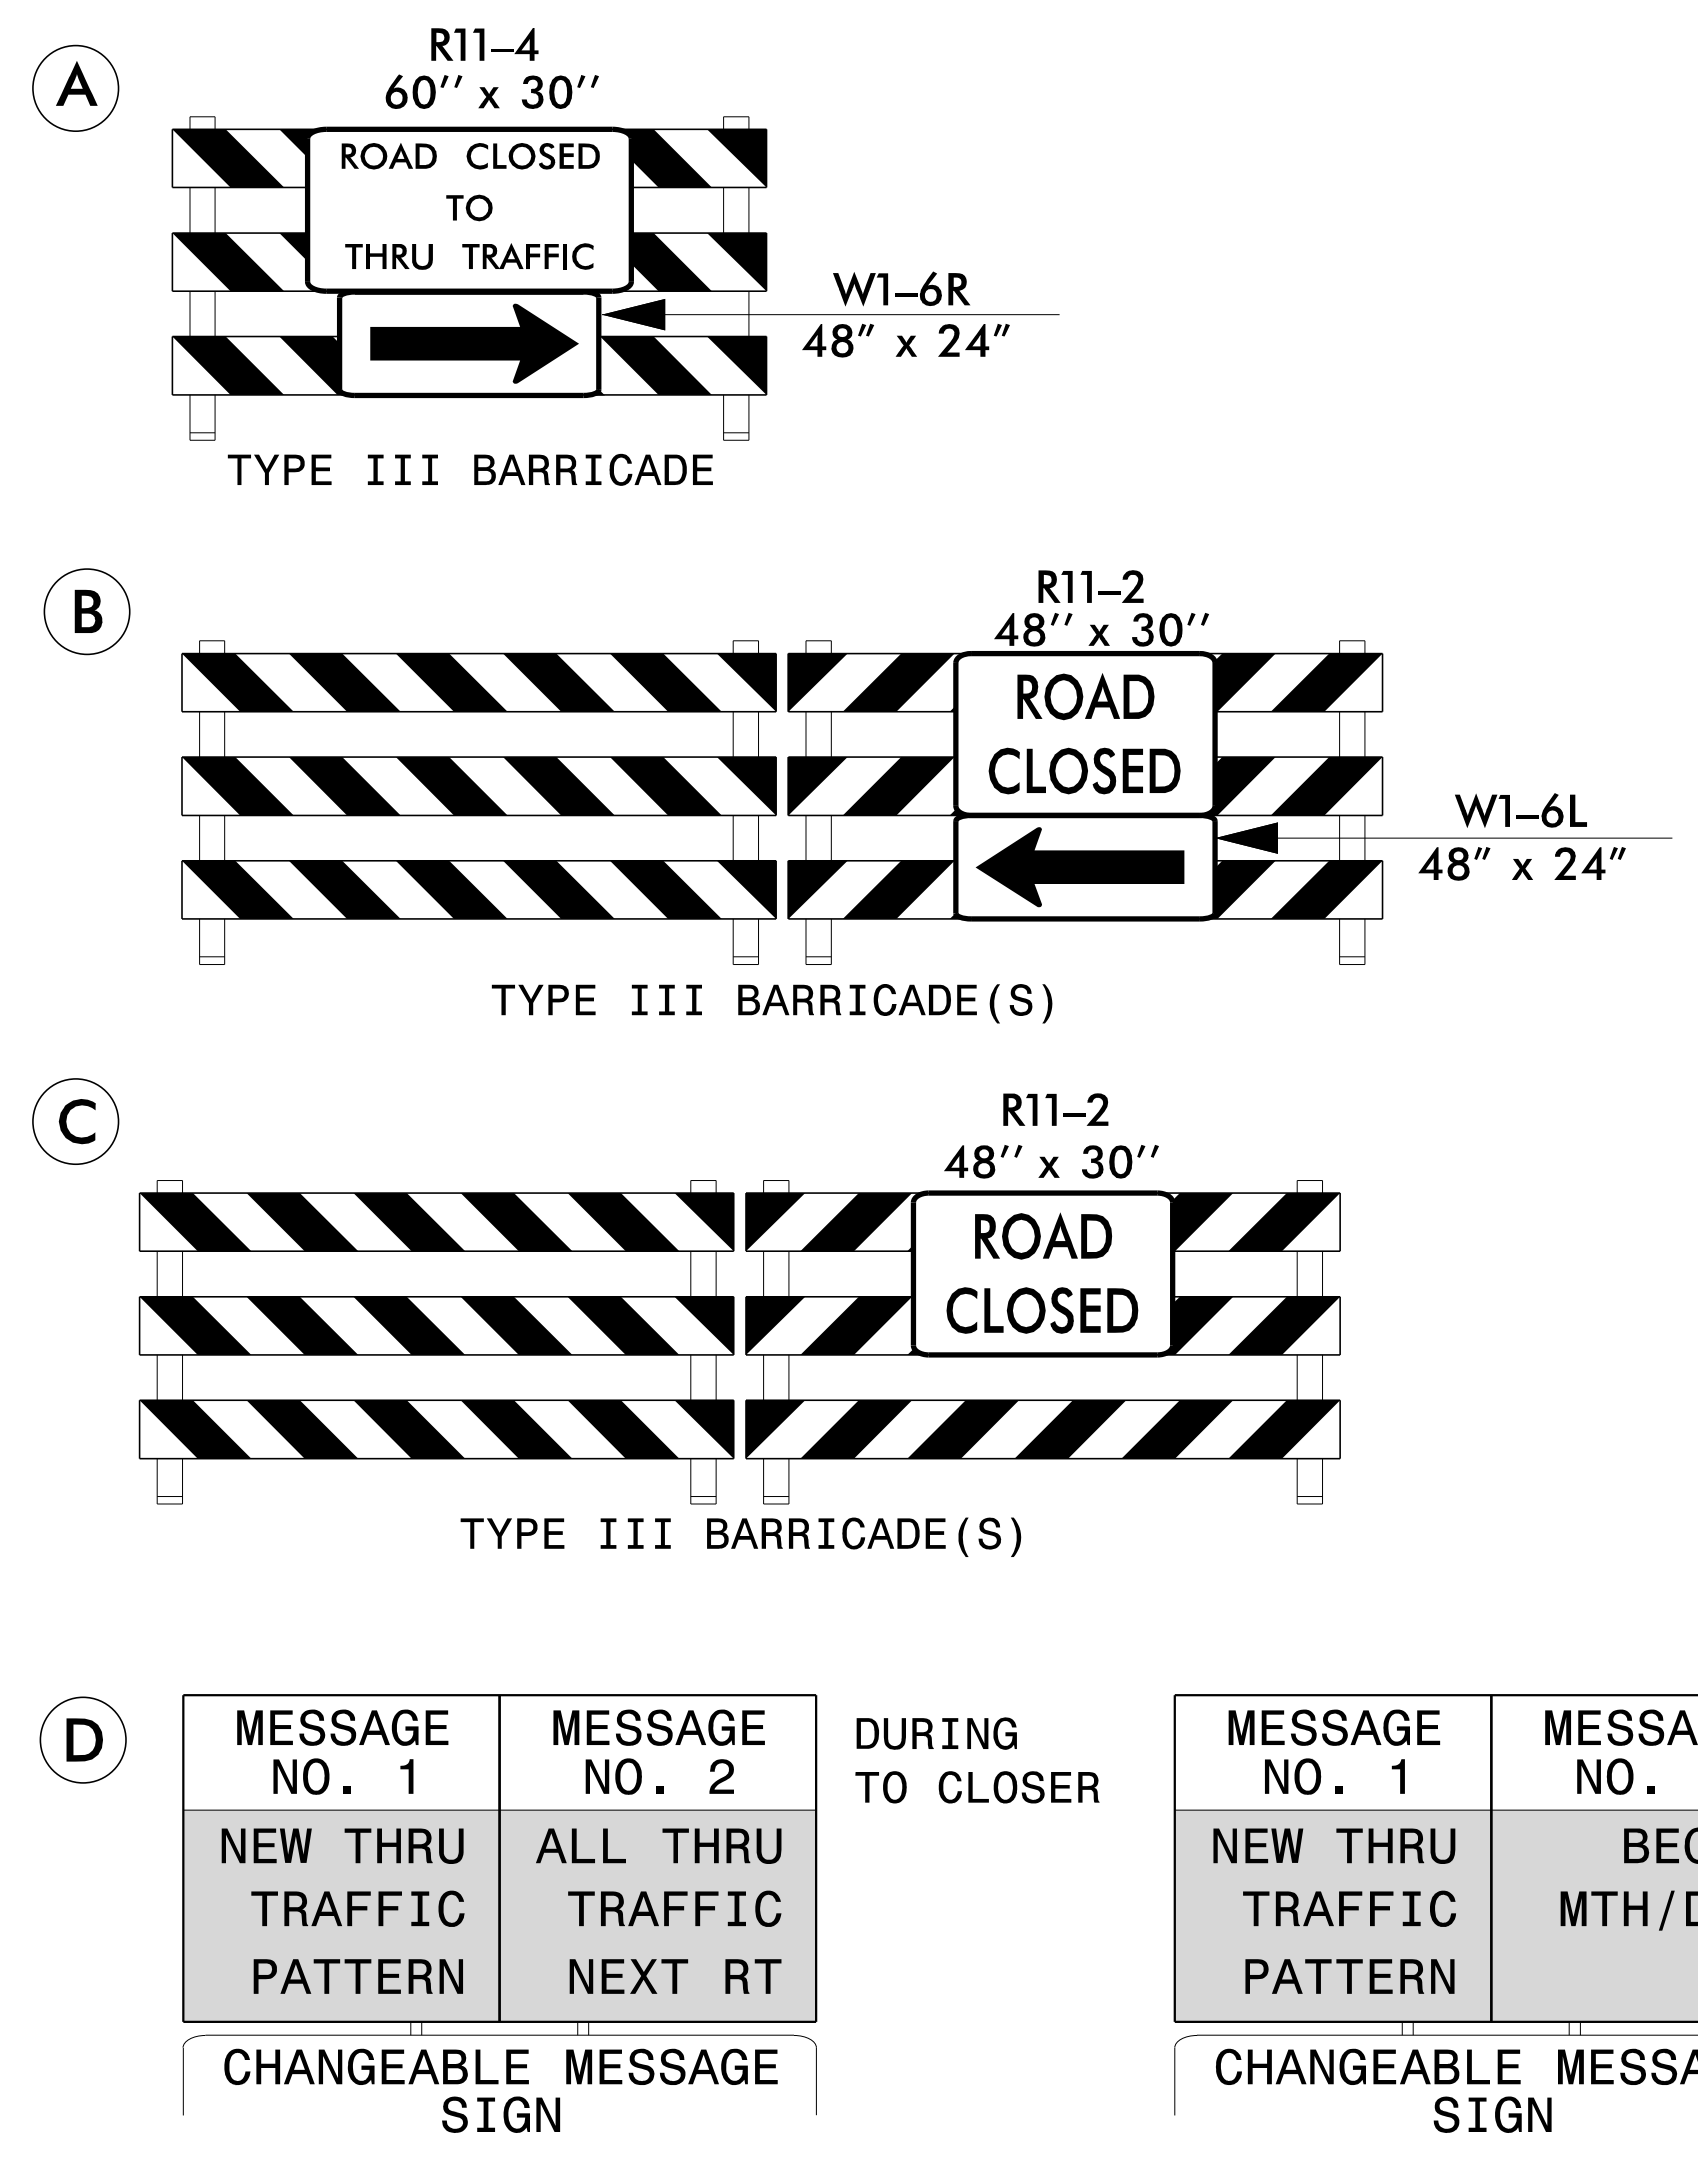 A
R11–4
60'' x 30''
ROAD CLOSED
TO
THRU TRAFFIC
W1–6R
48" x 24"
TYPE III BARRICADE
B
R11–2
48'' x 30''
ROAD
CLOSED
W1–6L
48" x 24"
TYPE III BARRICADE(S)
C
R11–2
48'' x 30''
ROAD
CLOSED
TYPE III BARRICADE(S)
D
MESSAGE
NO. 1
MESSAGE
NO. 2
NEW THRU
TRAFFIC
PATTERN
ALL THRU
TRAFFIC
NEXT RT
CHANGEABLE MESSAGE
SIGN
DURING
TO CLOSER
MESSAGE
NO. 1
NO.
NEW THRU
TRAFFIC
PATTERN
CHANGEABLE
SIGN